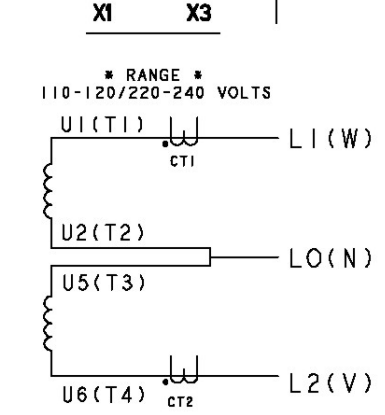 X1 X3
* RANGE *
110-120/220-240 VOLTS
U1(T1)
L1(W)
CT1
U2(T2)
LO(N)
U5(T3)
L2(V)
U6(T4)
CT2